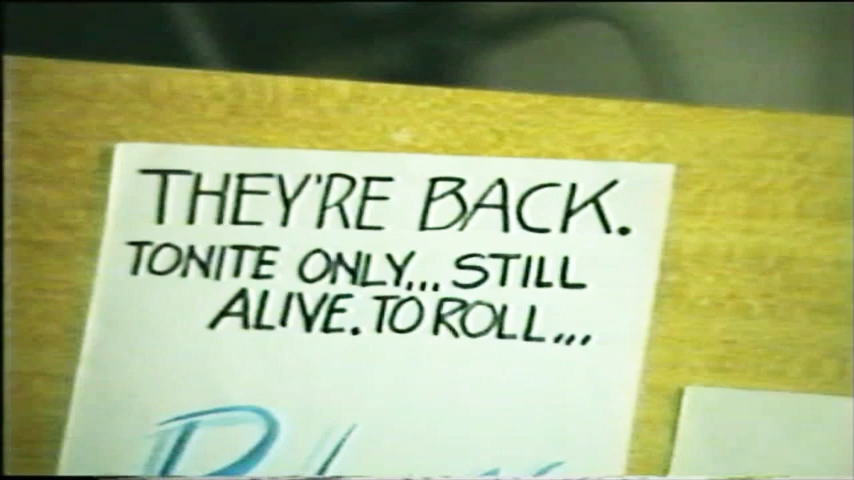 THEY'RE BACK.
TONITE ONLY... STILL
ALIVE. TO ROLL...